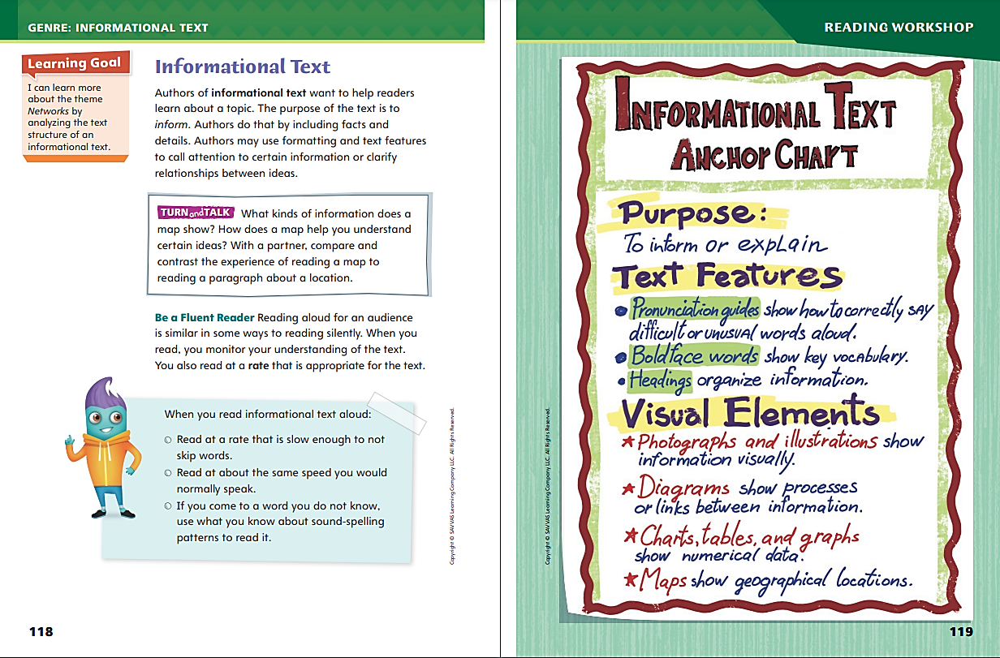 GENRE: INFORMATIONAL TEXT
Learning Goal
I can learn more
about the theme
Networks by
analyzing the text
structure of an
informational text.
Informational Text
Authors of informational text want to help readers
learn about a topic. The purpose of the text is to
inform. Authors do that by including facts and
details. Authors may use formatting and text features
to call attention to certain information or clarify
relationships between ideas.
TURN and TALK What kinds of information does a
map show? How does a map help you understand
certain ideas? With a partner, compare and
contrast the experience of reading a map to
reading a paragraph about a location.
Be a Fluent Reader Reading aloud for an audience
is similar in some ways to reading silently. When you
read, you monitor your understanding of the text.
You also read at a rate that is appropriate for the text.
When you read informational text aloud:
Read at a rate that is slow enough to not
skip words.
Read at about the same speed you would
normally speak.
If you come to a word you do not know,
use what you know about sound-spelling
patterns to read it.
Copyright © SAVVAS Learning Company LLC. All Rights Reserved.
118
READING WORKSHOP
INFORMATIONAL TEXT
ANCHOR CHART
Purpose:
To inform or explain
Text Features
• Pronunciation guides show how to correctly say
difficult or unusual words aloud.
• Boldface words show key vocabulary.
• Headings organize information.
Visual Elements
★ Photographs and illustrations show
information visually.
★ Diagrams show processes
or links between information.
★ Charts, tables, and graphs
show numerical data.
★ Maps show geographical locations.
Copyright © SAVVAS Learning Company LLC. All Rights Reserved.
119